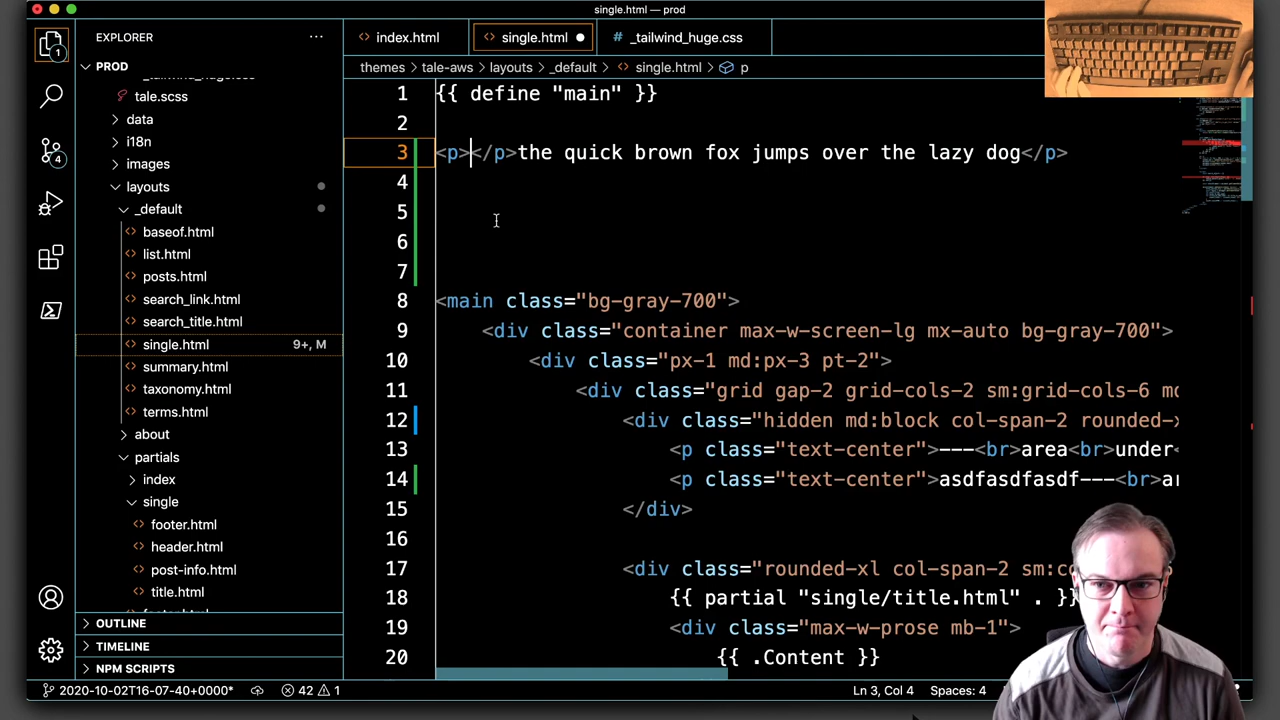 single.html — prod
EXPLORER
index.html
single.html
# _tailwind_huge.css
PROD
themes > tale-aws > layouts > _default > single.html > p
tale.scss
data
i18n
images
layouts
_default
baseof.html
list.html
posts.html
search_link.html
search_title.html
single.html 9+, M
summary.html
taxonomy.html
terms.html
about
partials
index
single
footer.html
header.html
post-info.html
title.html
OUTLINE
TIMELINE
NPM SCRIPTS
1
4
1 {{ define "main" }}
2
3 <p></p>the quick brown fox jumps over the lazy dog</p>
4
5
6
7
8 <main class="bg-gray-700">
9 <div class="container max-w-screen-lg mx-auto bg-gray-700">
10 <div class="px-1 md:px-3 pt-2">
11 <div class="grid gap-2 grid-cols-2 sm:grid-cols-6
12 <div class="hidden md:block col-span-2
13 <p class="text-center">---<br>area<br>under<
14 <p class="text-center">asdfasdfasdf---<br>
15 </div>
16
17 <div class="rounded-xl col-span-2
18 {{ partial "single/title.html" . }}
19 <div class="max-w-prose mb-1">
20 {{ .Content }}
2020-10-02T16-07-40+0000* 42 1 Ln 3, Col 4 Spaces: 4